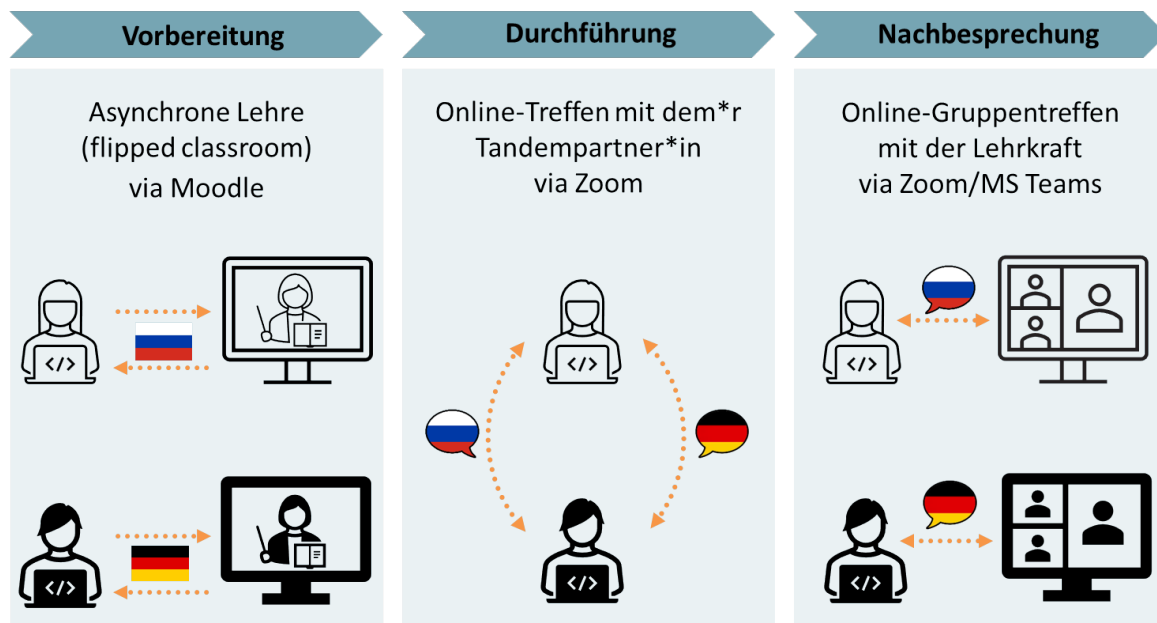 Vorbereitung
Durchführung
Nachbesprechung
Asynchrone Lehre
(flipped classroom)
via Moodle
Online-Treffen mit dem*r
Tandempartner*in
via Zoom
Online-Gruppentreffen
mit der Lehrkraft
via Zoom/MS Teams
</>
</>
</>
</>
</>
</>